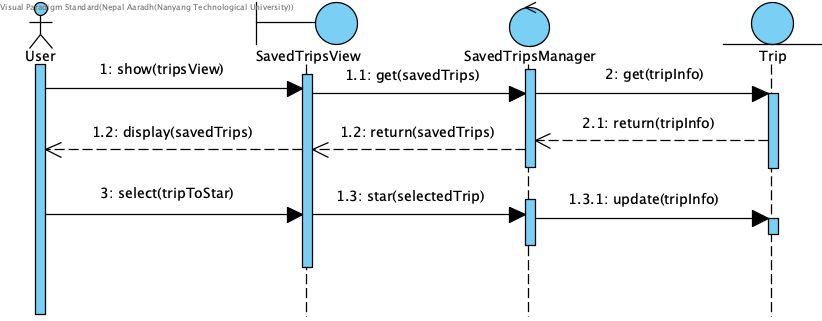 Visual Paradigm Standard(Nepal Aaradh(Nanyang Technological University))
User
SavedTripsView
SavedTripsManager
Trip
1: show(tripsView)
1.1: get(savedTrips)
2: get(tripInfo)
1.2: display(savedTrips)
1.2: return(savedTrips)
2.1: return(tripInfo)
3: select(tripToStar)
1.3: star(selectedTrip)
1.3.1: update(tripInfo)